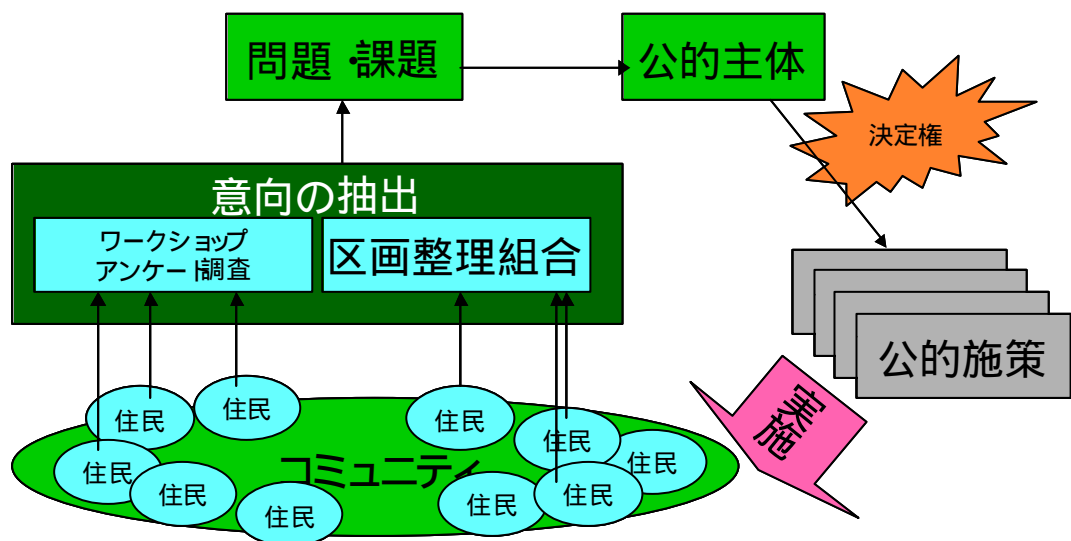 問題・課題
公的主体
決定権
意向の抽出
ワークショップ
アンケート調査
区画整理組合
公的施策
実施
コミュニティ
住民
住民
住民
住民
住民
住民
住民
住民
住民
住民
住民